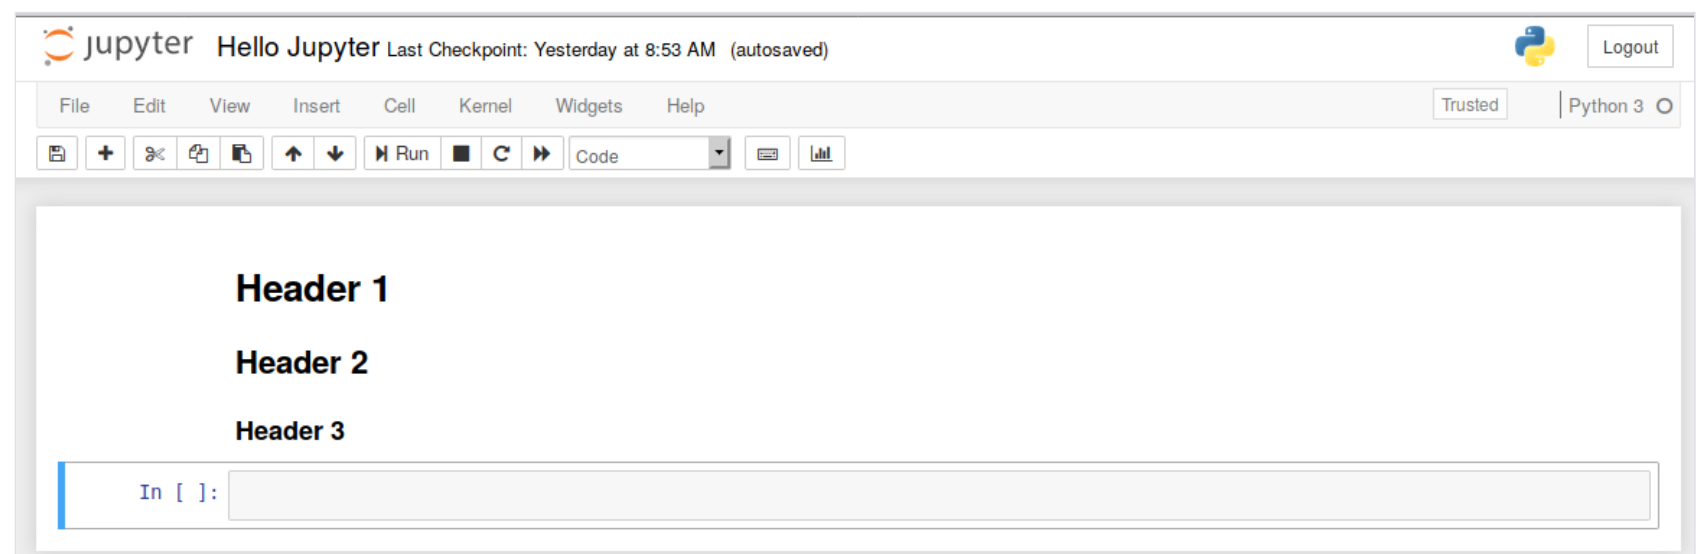 jupyter Hello Jupyter Last Checkpoint: Yesterday at 8:53 AM (autosaved) Logout
File Edit View Insert Cell Kernel Widgets Help Trusted Python 3
Run Code
Header 1
Header 2
Header 3
In [ ]: